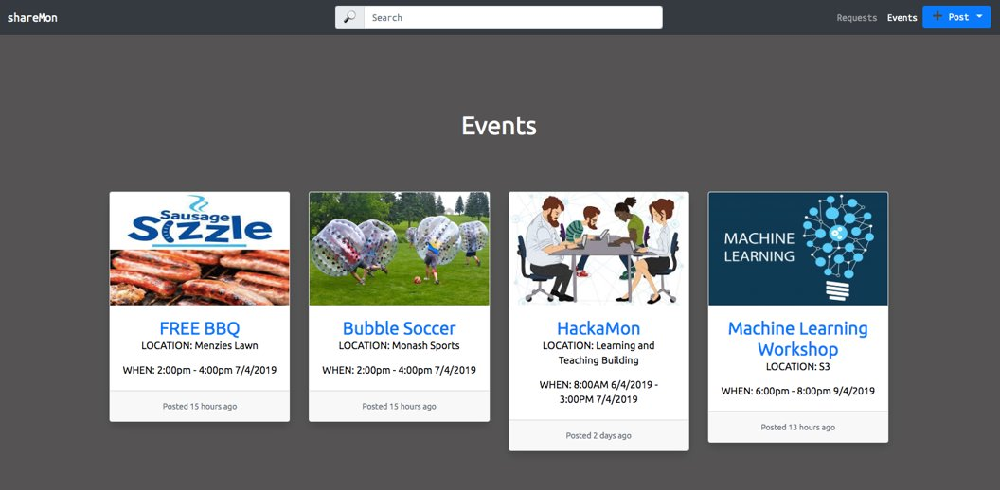 shareMon
Search
Requests
Events
Post
Events
Sausage
Sizzle
FREE BBQ
LOCATION: Menzies Lawn
WHEN: 2:00pm - 4:00pm 7/4/2019
Posted 15 hours ago
Bubble Soccer
LOCATION: Monash Sports
WHEN: 2:00pm - 4:00pm 7/4/2019
Posted 15 hours ago
HackaMon
LOCATION: Learning and
Teaching Building
WHEN: 8:00AM 6/4/2019 -
3:00PM 7/4/2019
Posted 2 days ago
MACHINE
LEARNING
Machine Learning
Workshop
LOCATION: S3
WHEN: 6:00pm - 8:00pm 9/4/2019
Posted 13 hours ago